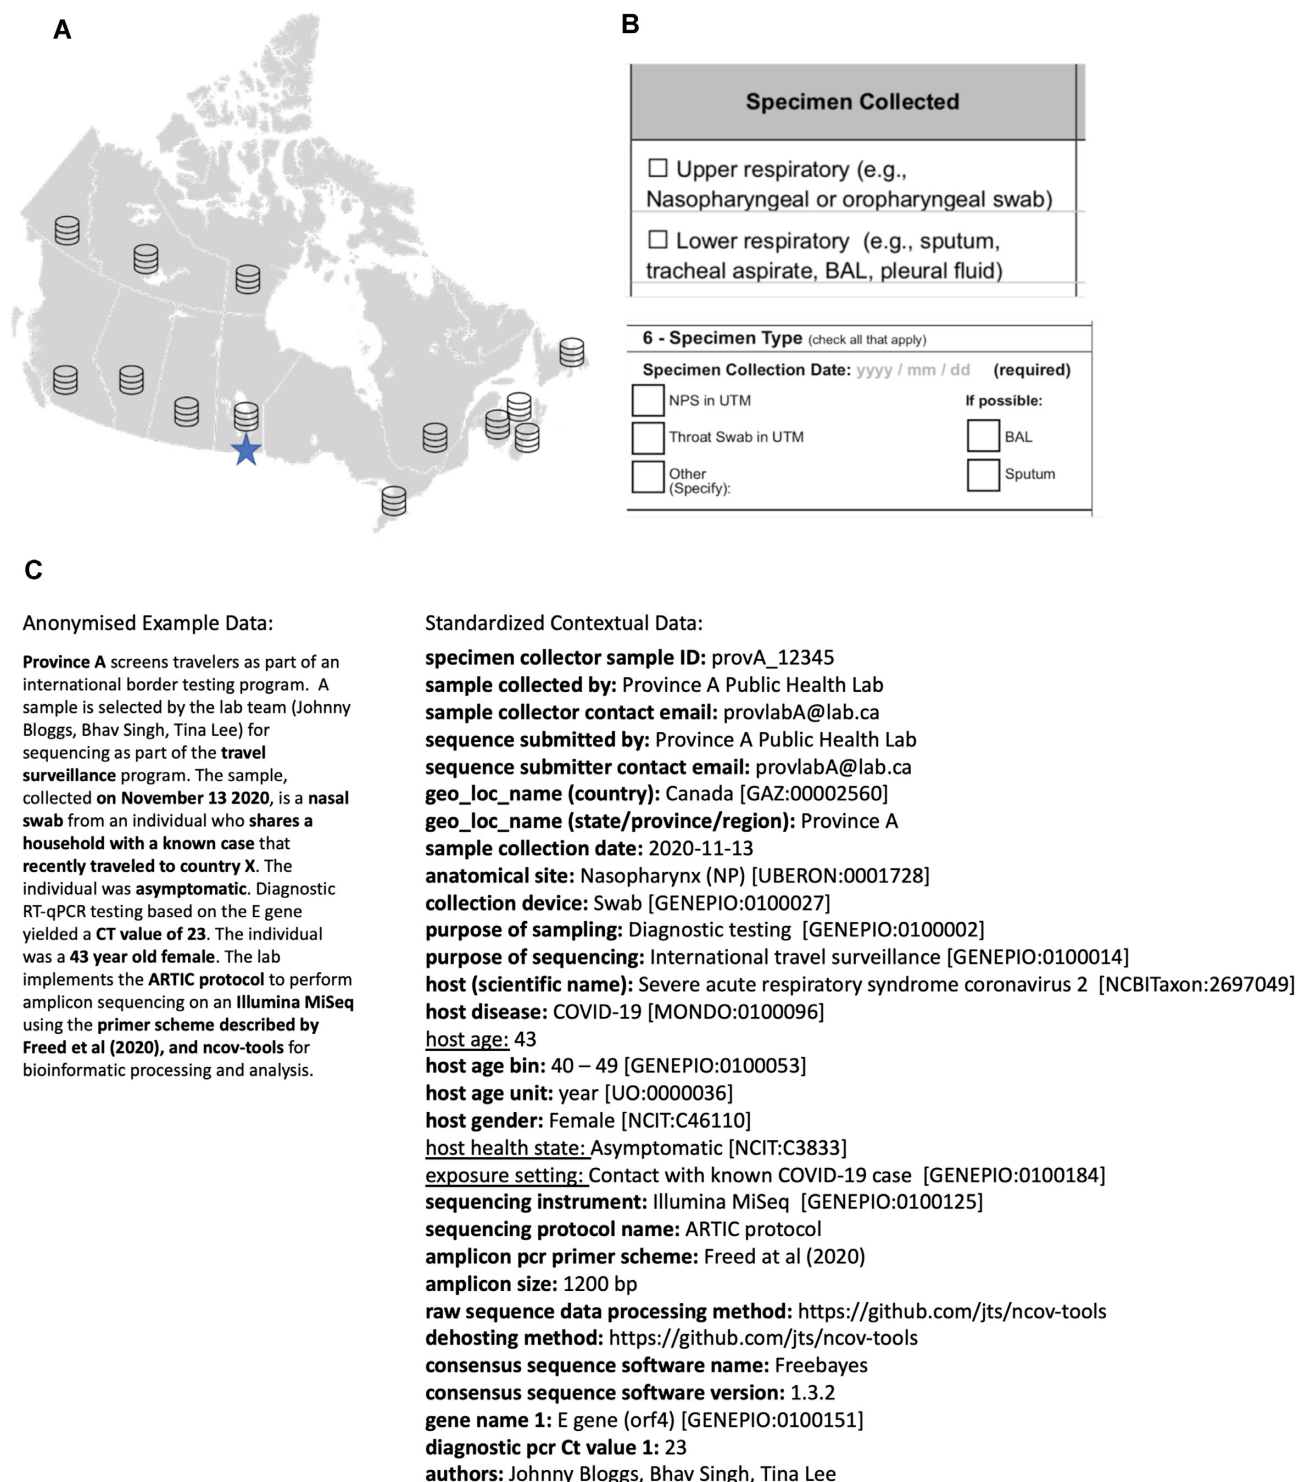 A
B
Specimen Collected
☐ Upper respiratory (e.g.,
Nasopharyngeal or oropharyngeal swab)
☐ Lower respiratory (e.g., sputum,
tracheal aspirate, BAL, pleural fluid)
6 - Specimen Type (check all that apply)
Specimen Collection Date: yyyy / mm / dd (required)
NPS in UTM
If possible:
Throat Swab in UTM
BAL
Other
(Specify):
Sputum
C
Anonymised Example Data:
Province A screens travelers as part of an
international border testing program. A
sample is selected by the lab team (Johnny
Bloggs, Bhav Singh, Tina Lee) for
sequencing as part of the travel
surveillance program. The sample,
collected on November 13 2020, is a nasal
swab from an individual who shares a
household with a known case that
recently traveled to country X. The
individual was asymptomatic. Diagnostic
RT-qPCR testing based on the E gene
yielded a CT value of 23. The individual
was a 43 year old female. The lab
implements the ARTIC protocol to perform
amplicon sequencing on an Illumina MiSeq
using the primer scheme described by
Freed et al (2020), and ncov-tools for
bioinformatic processing and analysis.
Standardized Contextual Data:
specimen collector sample ID: provA_12345
sample collected by: Province A Public Health Lab
sample collector contact email: provlabA@lab.ca
sequence submitted by: Province A Public Health Lab
sequence submitter contact email: provlabA@lab.ca
geo_loc_name (country): Canada [GAZ:00002560]
geo_loc_name (state/province/region): Province A
sample collection date: 2020-11-13
anatomical site: Nasopharynx (NP) [UBERON:0001728]
collection device: Swab [GENEPIO:0100027]
purpose of sampling: Diagnostic testing [GENEPIO:0100002]
purpose of sequencing: International travel surveillance [GENEPIO:0100014]
host (scientific name): Severe acute respiratory syndrome coronavirus 2 [NCBITaxon:2697049]
host disease: COVID-19 [MONDO:0100096]
host age: 43
host age bin: 40 – 49 [GENEPIO:0100053]
host age unit: year [UO:0000036]
host gender: Female [NCIT:C46110]
host health state: Asymptomatic [NCIT:C3833]
exposure setting: Contact with known COVID-19 case [GENEPIO:0100184]
sequencing instrument: Illumina MiSeq [GENEPIO:0100125]
sequencing protocol name: ARTIC protocol
amplicon pcr primer scheme: Freed at al (2020)
amplicon size: 1200 bp
raw sequence data processing method: https://github.com/jts/ncov-tools
dehosting method: https://github.com/jts/ncov-tools
consensus sequence software name: Freebayes
consensus sequence software version: 1.3.2
gene name 1: E gene (orf4) [GENEPIO:0100151]
diagnostic pcr Ct value 1: 23
authors: Johnny Bloggs, Bhav Singh, Tina Lee